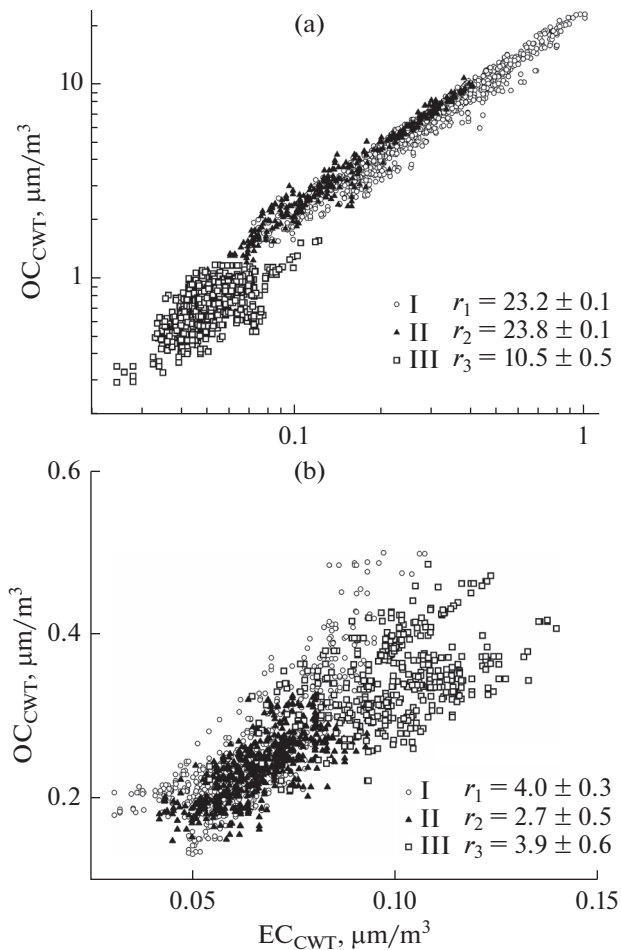 (a)
OC_CWT, μm/m³
10
1
I r₁ = 23.2 ± 0.1
II r₂ = 23.8 ± 0.1
III r₃ = 10.5 ± 0.5
0.1 1
(b)
OC_CWT, μm/m³
0.6
0.4
0.2
I r₁ = 4.0 ± 0.3
II r₂ = 2.7 ± 0.5
III r₃ = 3.9 ± 0.6
0.05 0.10 0.15
EC_CWT, μm/m³